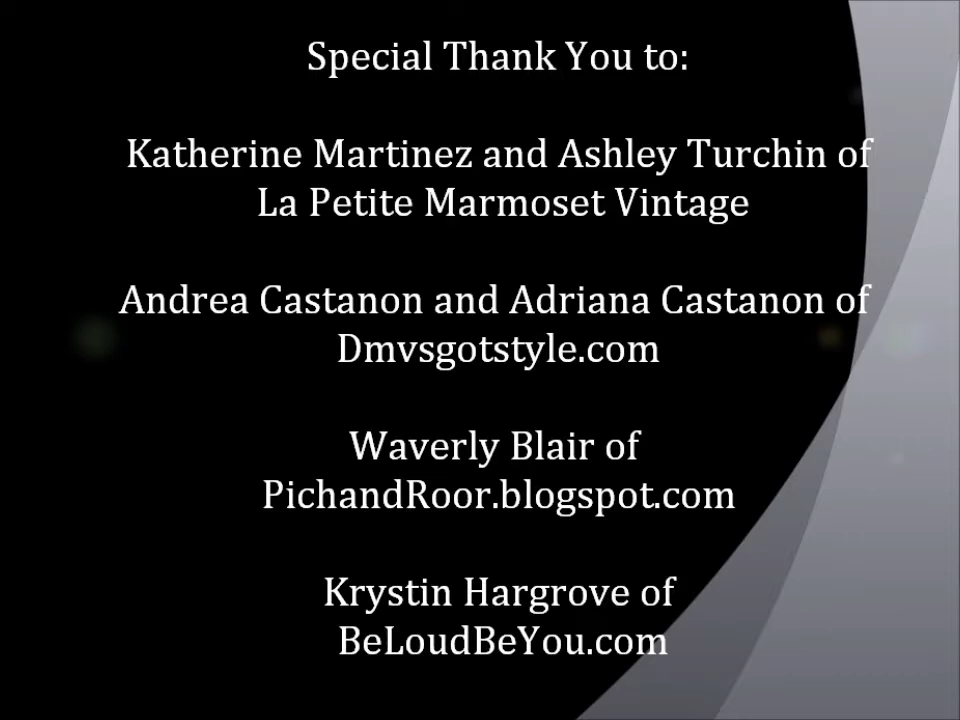 Special Thank You to:
Katherine Martinez and Ashley Turchin of
La Petite Marmoset Vintage
Andrea Castanon and Adriana Castanon of
Dmvsgotstyle.com
Waverly Blair of
PichandRoor.blogspot.com
Krystin Hargrove of
BeLoudBeYou.com